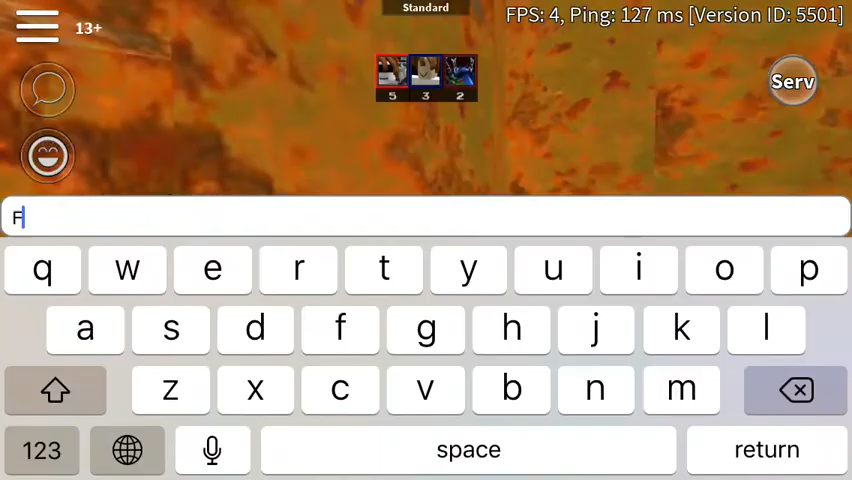 Standard
FPS: 4, Ping: 127 ms [Version ID: 5501]
13+
5 3 2
Serv
F
q w e r t y u i o p
a s d f g h j k l
z x c v b n m
123 space return